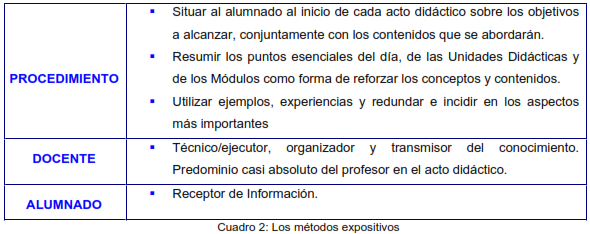 ▪ Situar al alumnado al inicio de cada acto didáctico sobre los objetivos
a alcanzar, conjuntamente con los contenidos que se abordarán.
▪ Resumir los puntos esenciales del día, de las Unidades Didácticas y
PROCEDIMIENTO
de los Módulos como forma de reforzar los conceptos y contenidos.
▪ Utilizar ejemplos, experiencias y redundar e incidir en los aspectos
más importantes
DOCENTE
▪ Técnico/ejecutor, organizador y transmisor del conocimiento.
Predominio casi absoluto del profesor en el acto didáctico.
ALUMNADO
▪ Receptor de Información.
Cuadro 2: Los métodos expositivos